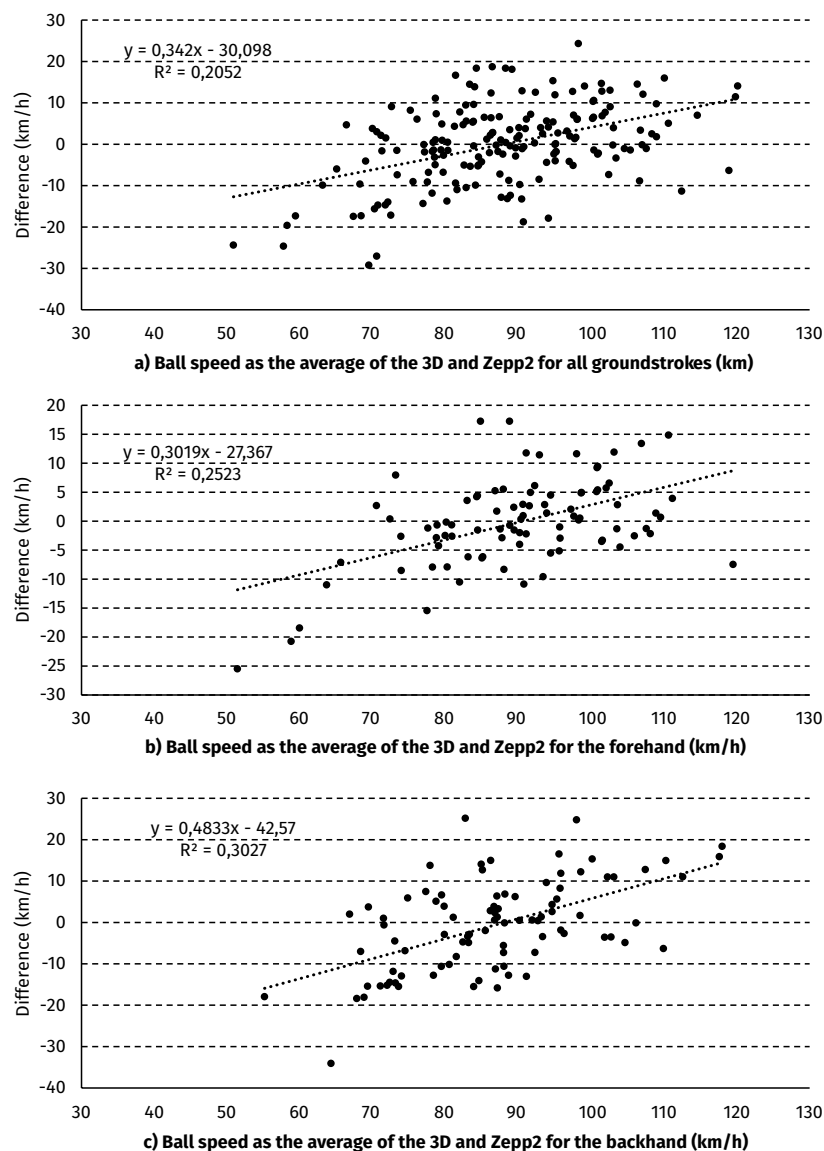 30
y = 0,342x - 30,098
20
R² = 0,2052
10
0
-10
-20
-30
-40
Difference (km/h)
30 40 50 60 70 80 90 100 110 120 130
a) Ball speed as the average of the 3D and Zepp2 for all groundstrokes (km)
20
15
y = 0,3019x - 27,367
10
R² = 0,2523
5
0
-5
-10
-15
-20
-25
-30
Difference (km/h)
30 40 50 60 70 80 90 100 110 120 130
b) Ball speed as the average of the 3D and Zepp2 for the forehand (km/h)
30
y = 0,4833x - 42,57
20
R² = 0,3027
10
0
-10
-20
-30
-40
Difference (km/h)
30 40 50 60 70 80 90 100 110 120 130
c) Ball speed as the average of the 3D and Zepp2 for the backhand (km/h)